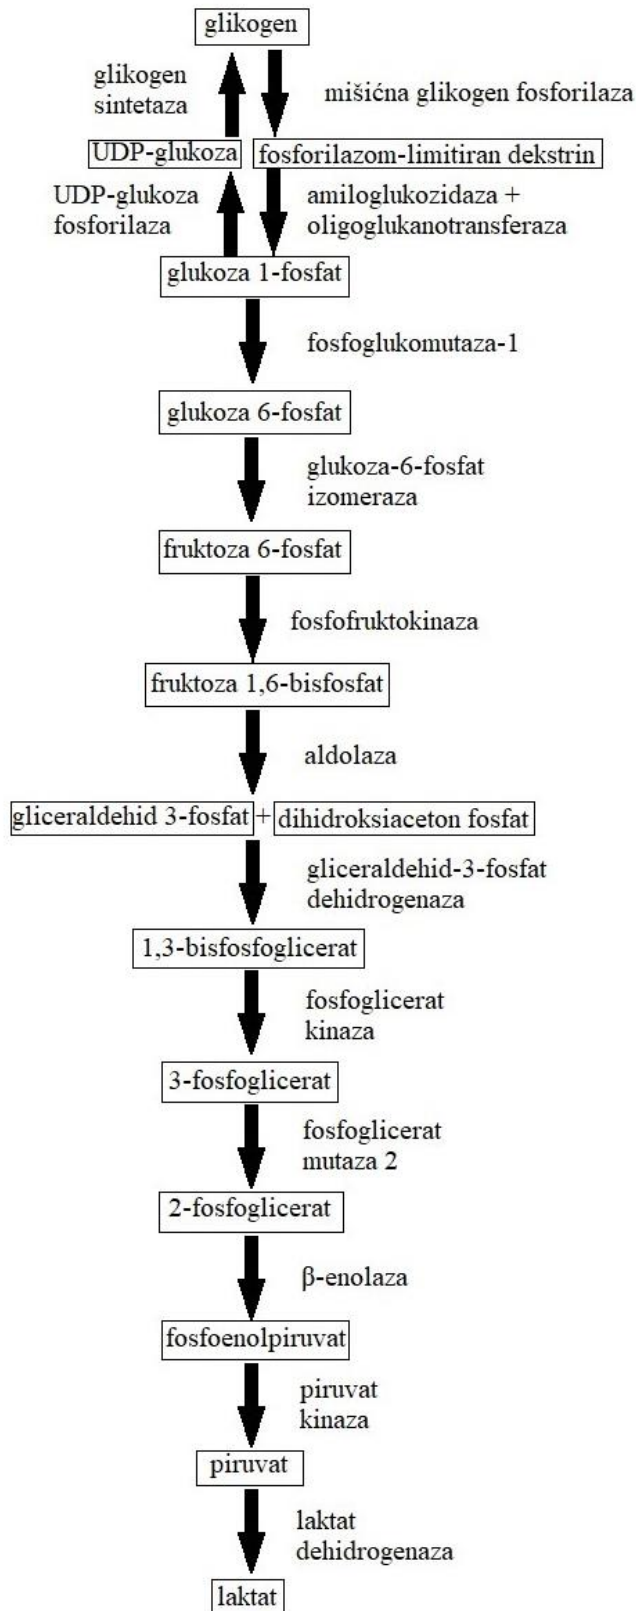 glikogen
glikogen
sintetaza
mišićna glikogen fosforilaza
UDP-glukoza
fosforilazom-limitiran dekstrin
UDP-glukoza
fosforilaza
amiloglukozidaza +
oligoglukanotransferaza
glukoza 1-fosfat
fosfoglukomutaza-1
glukoza 6-fosfat
glukoza-6-fosfat
izomeraza
fruktoza 6-fosfat
fosfofruktokinaza
fruktoza 1,6-bisfosfat
aldolaza
gliceraldehid 3-fosfat + dihidroksiaceton fosfat
gliceraldehid-3-fosfat
dehidrogenaza
1,3-bisfosfoglicerat
fosfoglicerat
kinaza
3-fosfoglicerat
fosfoglicerat
mutaza 2
2-fosfoglicerat
β-enolaza
fosfoenolpiruvat
piruvat
kinaza
piruvat
laktat
dehidrogenaza
laktat